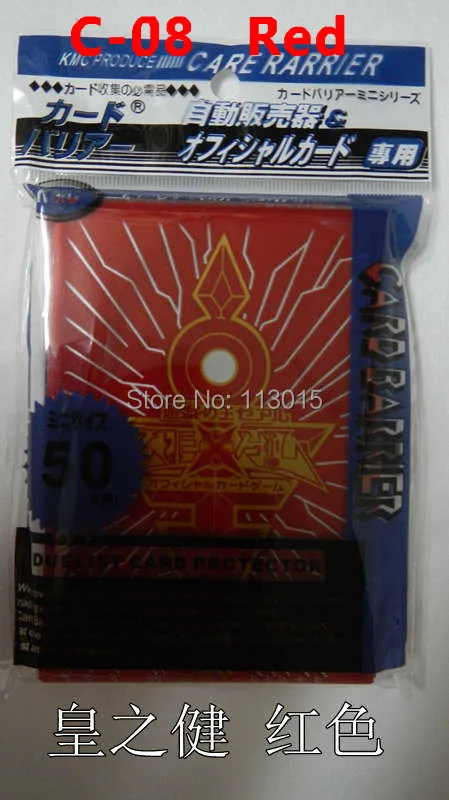 C-08 Red
KMC PRODUCE CARE RARRIER
◆◆◆カード収集の必需品◆◆◆
カードバリアーミニシリーズ
カード®
バリアー
自動販売器&
オフィシャルカード
専用
CARD BARRIER
Store No: 113015
ミニサイズ
50
オフィシャルカードゲーム
DUELIST CARD PROTECTOR
皇之健 红色